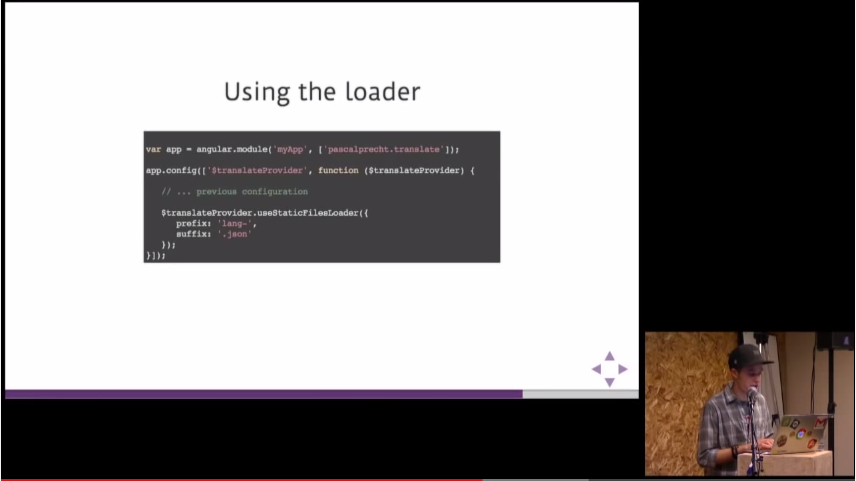 Using the loader
var app = angular.module('myApp', ['pascalprecht.translate']);
app.config(['$translateProvider', function ($translateProvider) {
// ... previous configuration
$translateProvider.useStaticFilesLoader({
prefix: 'lang-',
suffix: '.json'
});
}]);